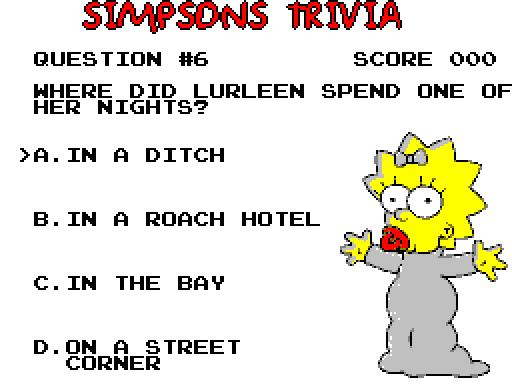 SIMPSONS TRIVIA
QUESTION #6 SCORE 000
WHERE DID LURLEEN SPEND ONE OF
HER NIGHTS?
>A.IN A DITCH
B.IN A ROACH HOTEL
C.IN THE BAY
D.ON A STREET
CORNER